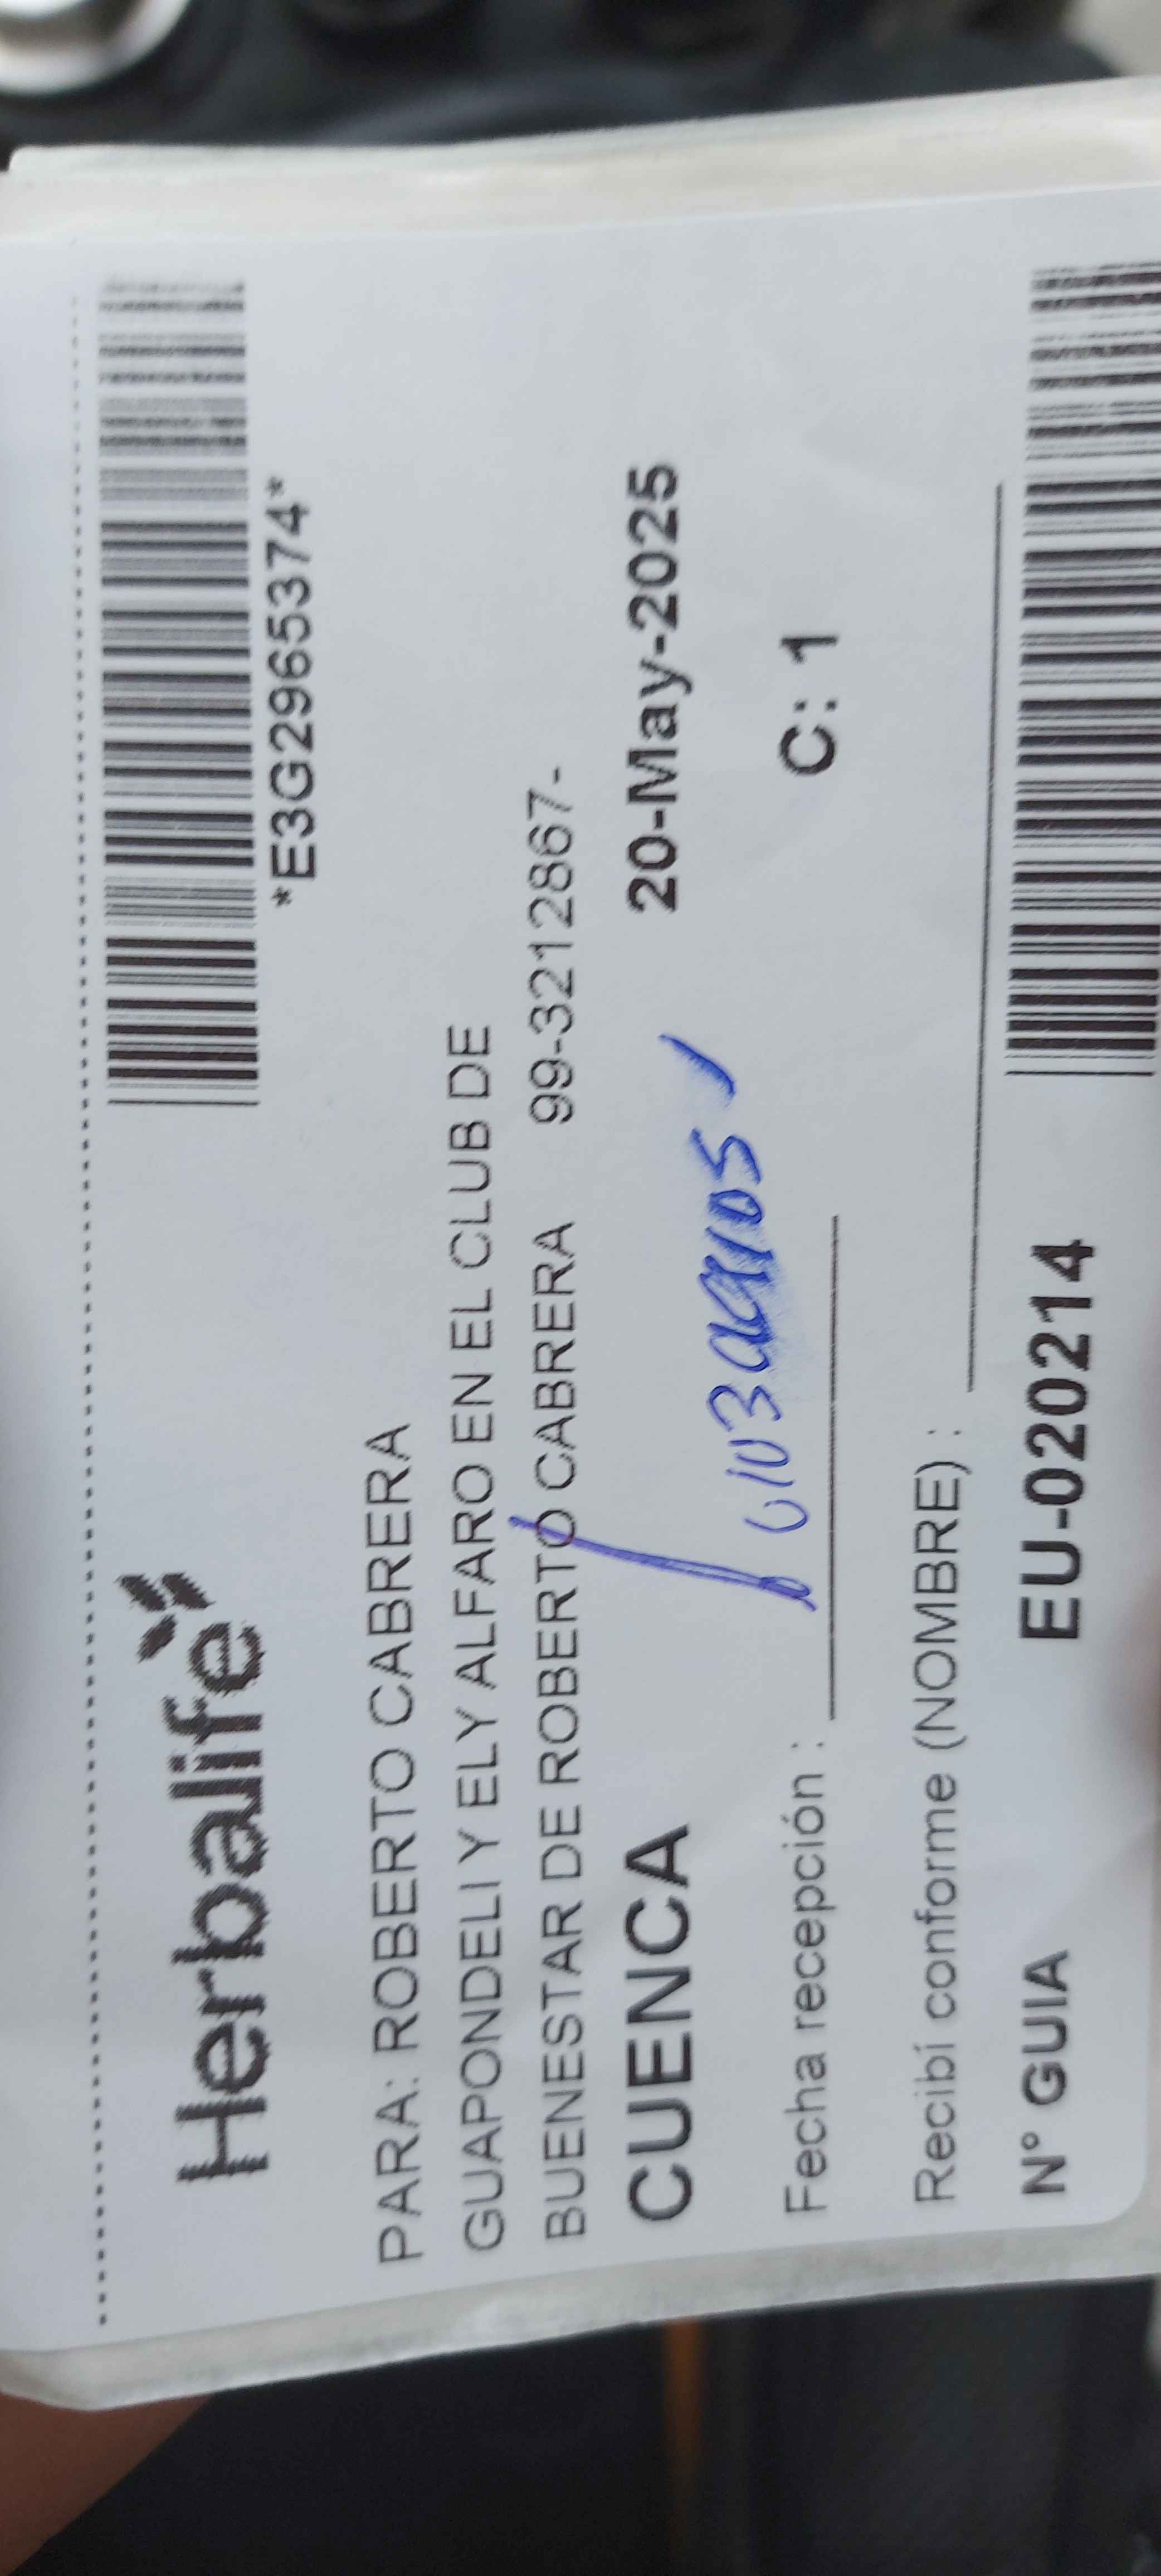 *E3G2965374*
Herbalife
PARA: ROBERTO CABRERA
GUAPONDELI Y ELY ALFARO EN EL CLUB DE
BUENESTAR DE ROBERTO CABRERA 99-3212867-
CUENCA 20-May-2025
Fecha recepción : C: 1
Recibí conforme (NOMBRE) :
N° GUIA EU-020214